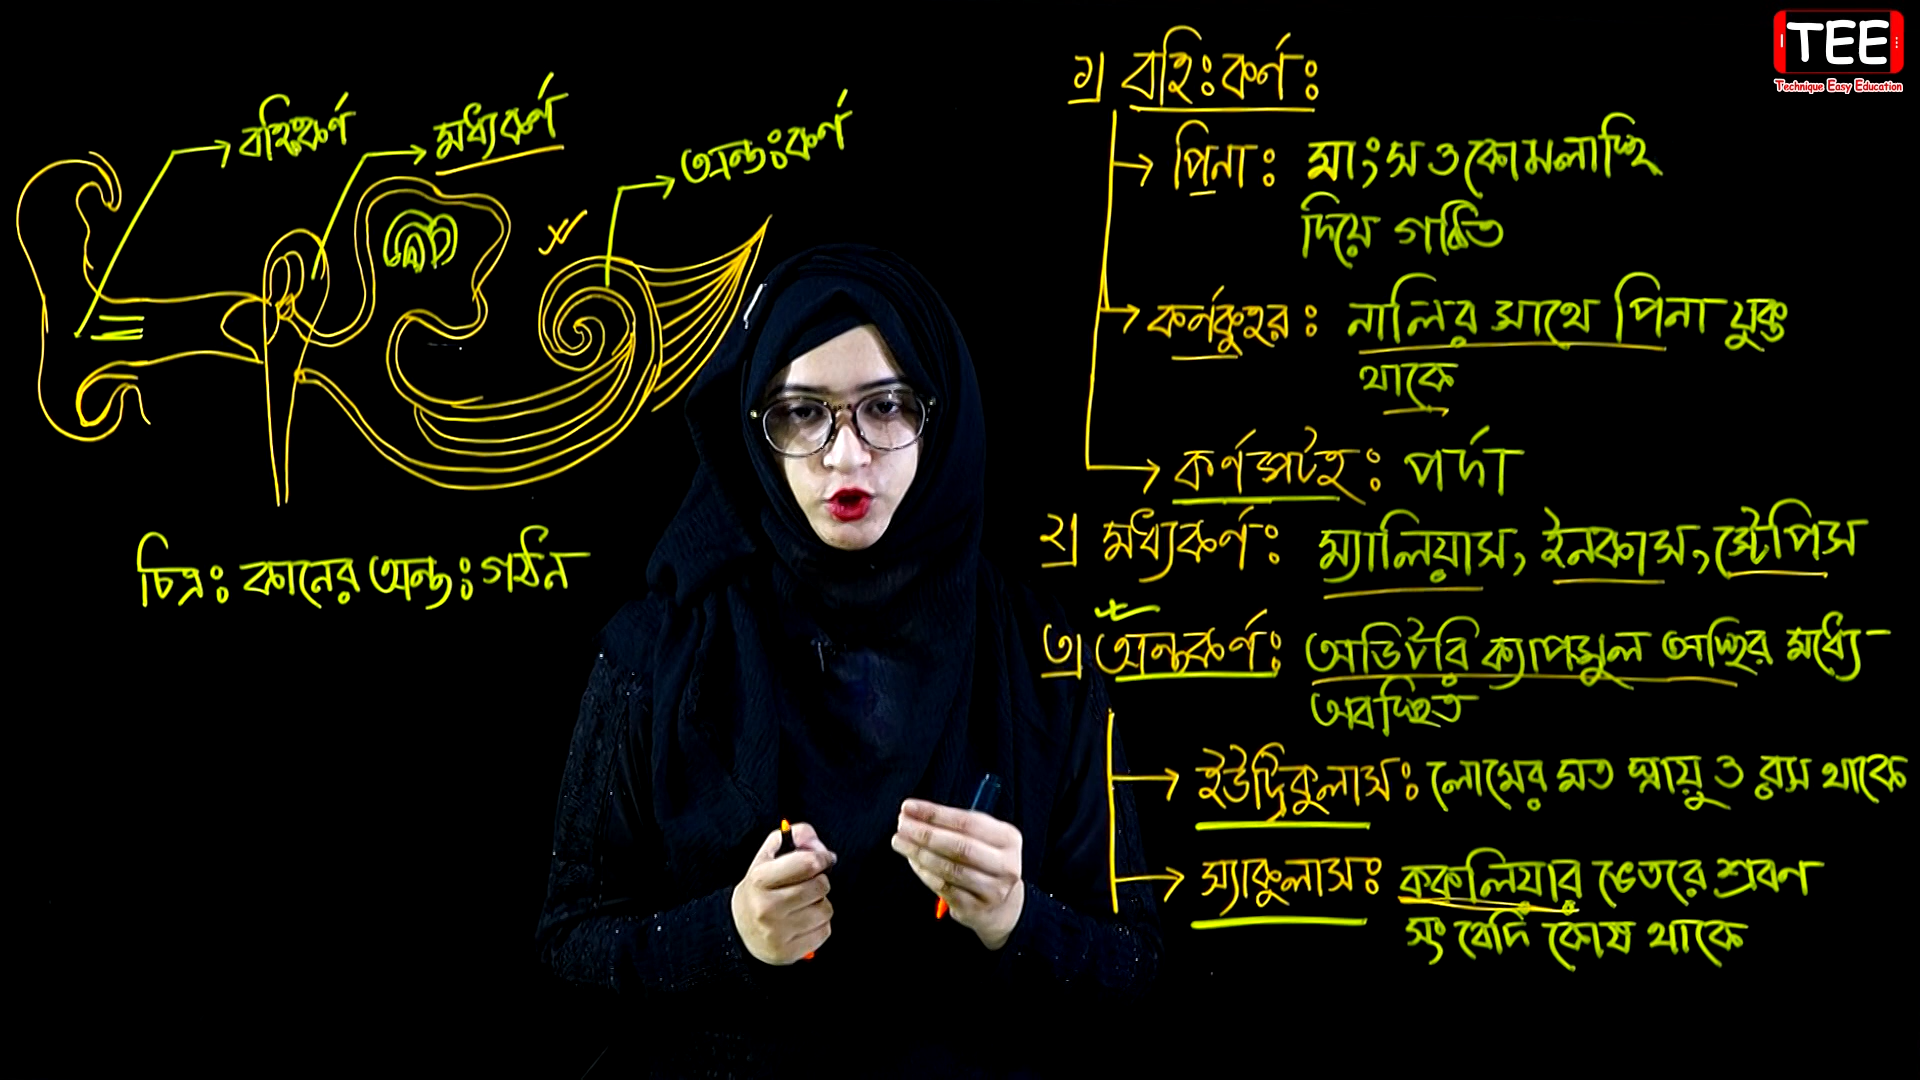 TEE
Technique Easy Education
বহিঃকর্ণ
মধ্যকর্ণ
অন্তঃকর্ণ
চিত্রঃ কানের অন্তঃগঠন
১) বহিঃকর্ণঃ
পিনাঃ মাংস ও কোমলাস্থি
দিয়ে গঠিত
কর্নকুহরঃ নালির সাথে পিনা যুক্ত
থাকে
কর্ণপটহঃ পর্দা
২) মধ্যকর্ণঃ ম্যালিয়াস, ইনকাস, স্টেপিস
৩) অন্তকর্ণঃ অডিটরি ক্যাপসুল অস্থির মধ্যে
অবস্থিত
ইউট্রিকুলাসঃ লোমের মত স্নায়ু ও রস থাকে
স্যাকুলাসঃ ককলিয়ার ভেতরে শ্রবণ
সংবেদি কোষ থাকে